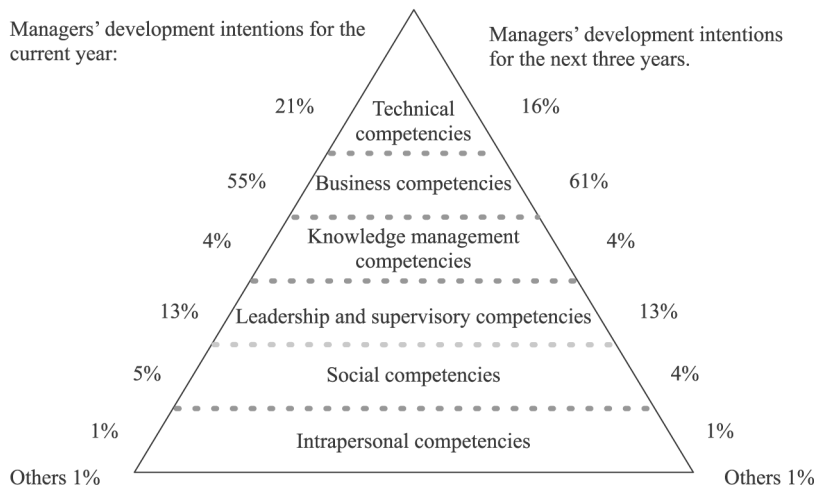 Managers’ development intentions for the
current year:
Managers’ development intentions
for the next three years.
21%
Technical
competencies
16%
55%
Business competencies
61%
4%
Knowledge management
competencies
4%
13%
Leadership and supervisory competencies
13%
5%
Social competencies
4%
1%
Intrapersonal competencies
1%
Others 1%
Others 1%